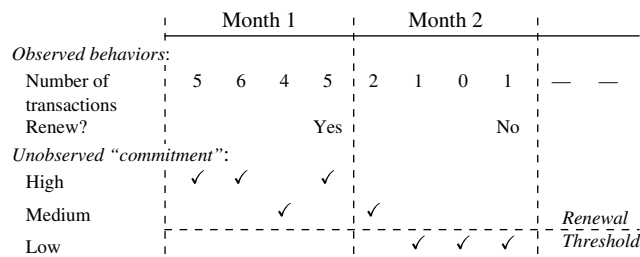 Month 1 Month 2
Observed behaviors:
Number of transactions 5 6 4 5 2 1 0 1 — —
Renew? Yes No
Unobserved “commitment”:
High ✓ ✓ ✓
Medium ✓ ✓ Renewal
Low ✓ ✓ ✓ Threshold